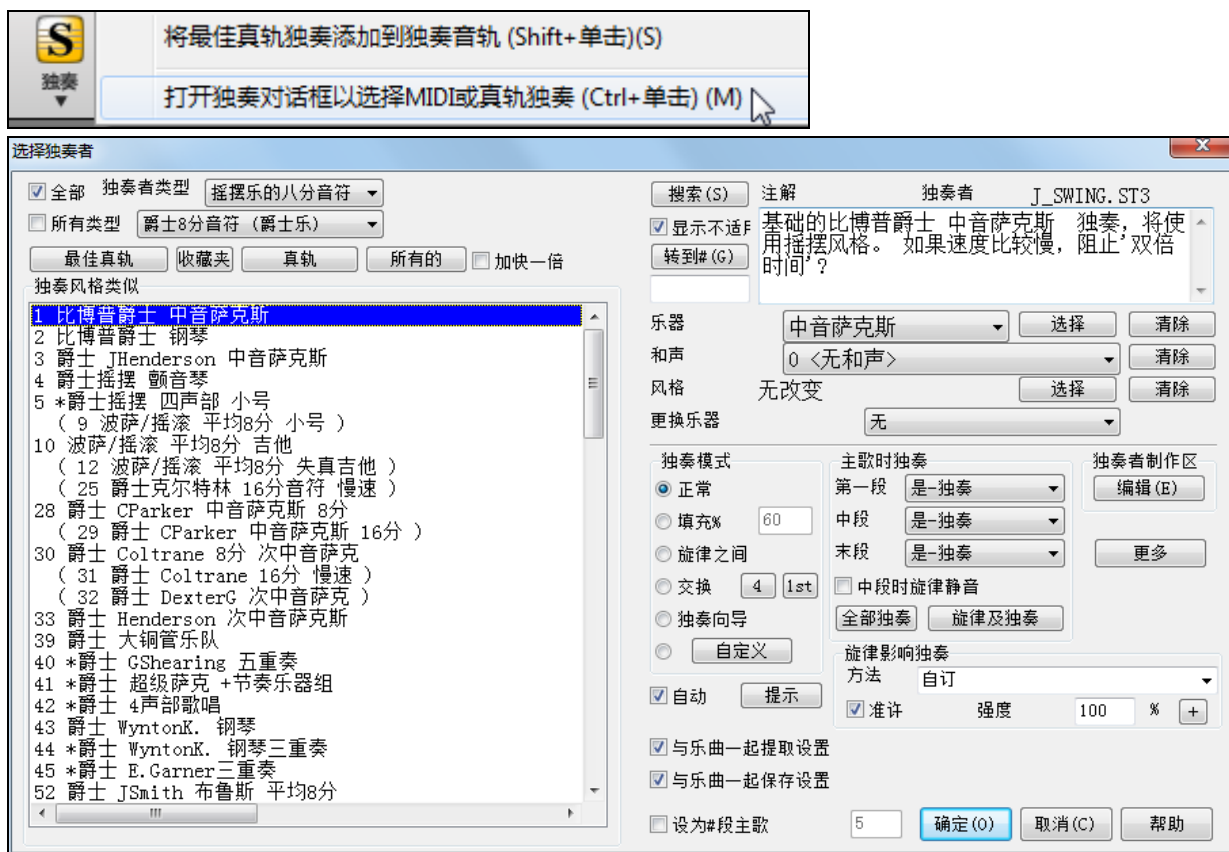 将最佳真轨独奏添加到独奏音轨 (Shift+单击)(S)
独奏
打开独奏对话框以选择MIDI或真轨独奏 (Ctrl+单击) (M)
选择独奏者
全部 独奏者类型 摇摆乐的八分音符
所有类型 爵士8分音符 (爵士乐)
最佳真轨 收藏夹 真轨 所有的 加快一倍
独奏风格类似
1 比博普爵士 中音萨克斯
2 比博普爵士 钢琴
3 爵士 JHenderson 中音萨克斯
4 爵士摇摆 颤音琴
5 *爵士摇摆 四声部 小号
( 9 波萨/摇滚 平均8分 小号 )
10 波萨/摇滚 平均8分 吉他
( 12 波萨/摇滚 平均8分 失真吉他 )
( 25 爵士克尔特林 16分音符 慢速 )
28 爵士 CParker 中音萨克斯 8分
( 29 爵士 CParker 中音萨克斯 16分 )
30 爵士 Coltrane 8分 次中音萨克
( 31 爵士 Coltrane 16分 慢速 )
( 32 爵士 DexterG 次中音萨克 )
33 爵士 Henderson 次中音萨克斯
39 爵士 大铜管乐队
40 *爵士 GShearing 五重奏
41 *爵士 超级萨克 +节奏乐器组
42 *爵士 4声部歌唱
43 爵士 WyntonK. 钢琴
44 *爵士 WyntonK. 钢琴三重奏
45 *爵士 E.Garner三重奏
52 爵士 JSmith 布鲁斯 平均8分
搜索(S) 注解 独奏者 J_SWING.ST3
显示不适
转到#(G)
基础的比博普爵士 中音萨克斯 独奏, 将使
用摇摆风格。 如果速度比较慢, 阻止'双倍
时间'?
乐器 中音萨克斯 选择 清除
和声 0 <无和声> 清除
风格 无改变 选择 清除
更换乐器 无
独奏模式
正常
填充% 60
旋律之间
交换 4 1st
独奏向导
自定义
自动 提示
主歌时独奏
第一段 是-独奏
中段 是-独奏
末段 是-独奏
中段时旋律静音
全部独奏 旋律及独奏
独奏者制作区
编辑(E)
更多
旋律影响独奏
方法 自订
准许 强度 100 % +
与乐曲一起提取设置
与乐曲一起保存设置
设为#段主歌 5 确定(O) 取消(C) 帮助